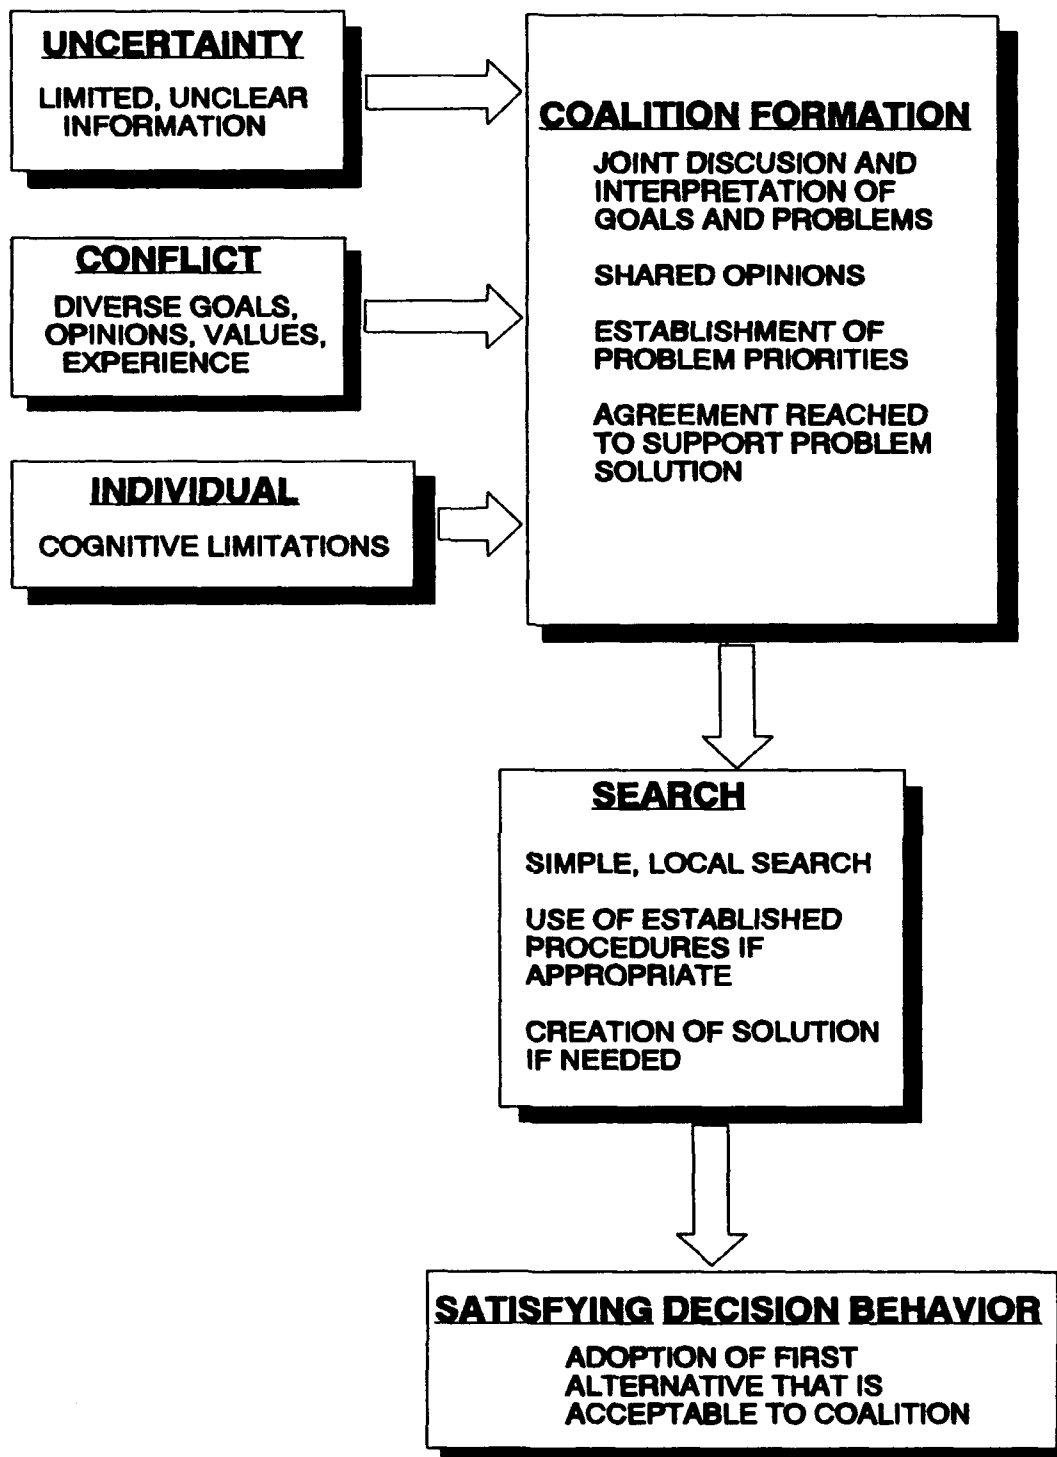 UNCERTAINTY
LIMITED, UNCLEAR
INFORMATION
CONFLICT
DIVERSE GOALS,
OPINIONS, VALUES,
EXPERIENCE
INDIVIDUAL
COGNITIVE LIMITATIONS
COALITION FORMATION
JOINT DISCUSION AND
INTERPRETATION OF
GOALS AND PROBLEMS
SHARED OPINIONS
ESTABLISHMENT OF
PROBLEM PRIORITIES
AGREEMENT REACHED
TO SUPPORT PROBLEM
SOLUTION
SEARCH
SIMPLE, LOCAL SEARCH
USE OF ESTABLISHED
PROCEDURES IF
APPROPRIATE
CREATION OF SOLUTION
IF NEEDED
SATISFYING DECISION BEHAVIOR
ADOPTION OF FIRST
ALTERNATIVE THAT IS
ACCEPTABLE TO COALITION